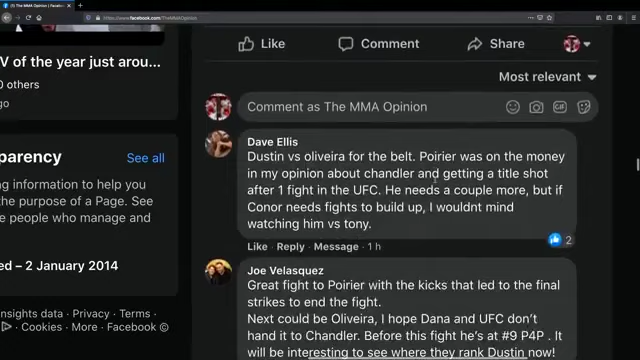 The MMA Opinion | Facebook
https://www.facebook.com/TheMMAOpinion
V of the year just arou...
0 others
go
Like
Comment
Share
Most relevant
Comment as The MMA Opinion
GIF
parency
See all
ng information to help you
purpose of a Page. See
e people who manage and
ed – 2 January 2014
nsights data · Privacy · Terms ·
· Cookies · More · Facebook ©
Dave Ellis
Dustin vs oliveira for the belt. Poirier was on the money
in my opinion about chandler and getting a title shot
after 1 fight in the UFC. He needs a couple more, but if
Conor needs fights to build up, I wouldnt mind
watching him vs tony.
2
Like · Reply · Message · 1 h
Joe Velasquez
Great fight to Poirier with the kicks that led to the final
strikes to end the fight.
Next could be Oliveira, I hope Dana and UFC don't
hand it to Chandler. Before this fight he's at #9 P4P . It
will be interesting to see where they rank Dustin now!